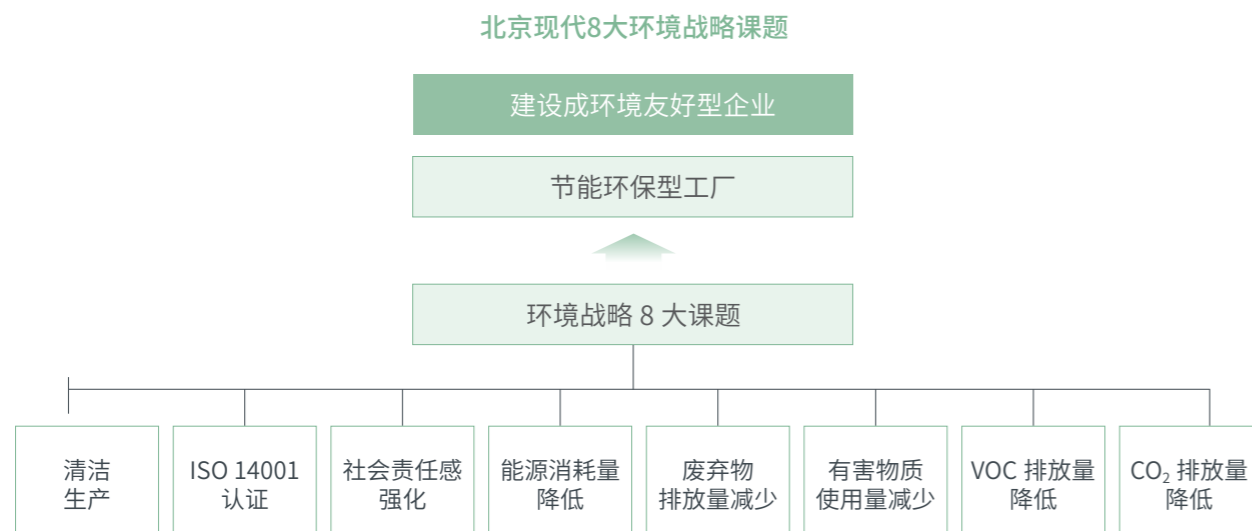 北京现代8大环境战略课题
建设成环境友好型企业
节能环保型工厂
环境战略 8 大课题
清洁
生产
ISO 14001
认证
社会责任感
强化
能源消耗量
降低
废弃物
排放量减少
有害物质
使用量减少
VOC 排放量
降低
CO₂ 排放量
降低